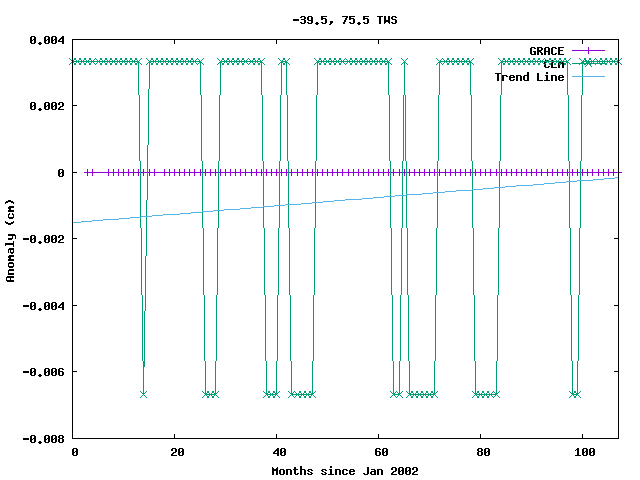 -39.5, 75.5 TWS
GRACE
CLM
Trend Line
0.004
0.002
0
-0.002
-0.004
-0.006
-0.008
Anomaly (cm)
0 20 40 60 80 100
Months since Jan 2002